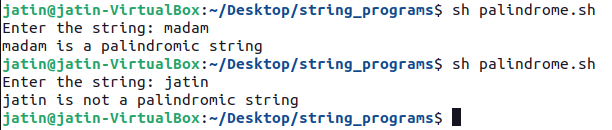 jatin@jatin-VirtualBox:~/Desktop/string_programs$ sh palindrome.sh
Enter the string: madam
madam is a palindromic string
jatin@jatin-VirtualBox:~/Desktop/string_programs$ sh palindrome.sh
Enter the string: jatin
jatin is not a palindromic string
jatin@jatin-VirtualBox:~/Desktop/string_programs$